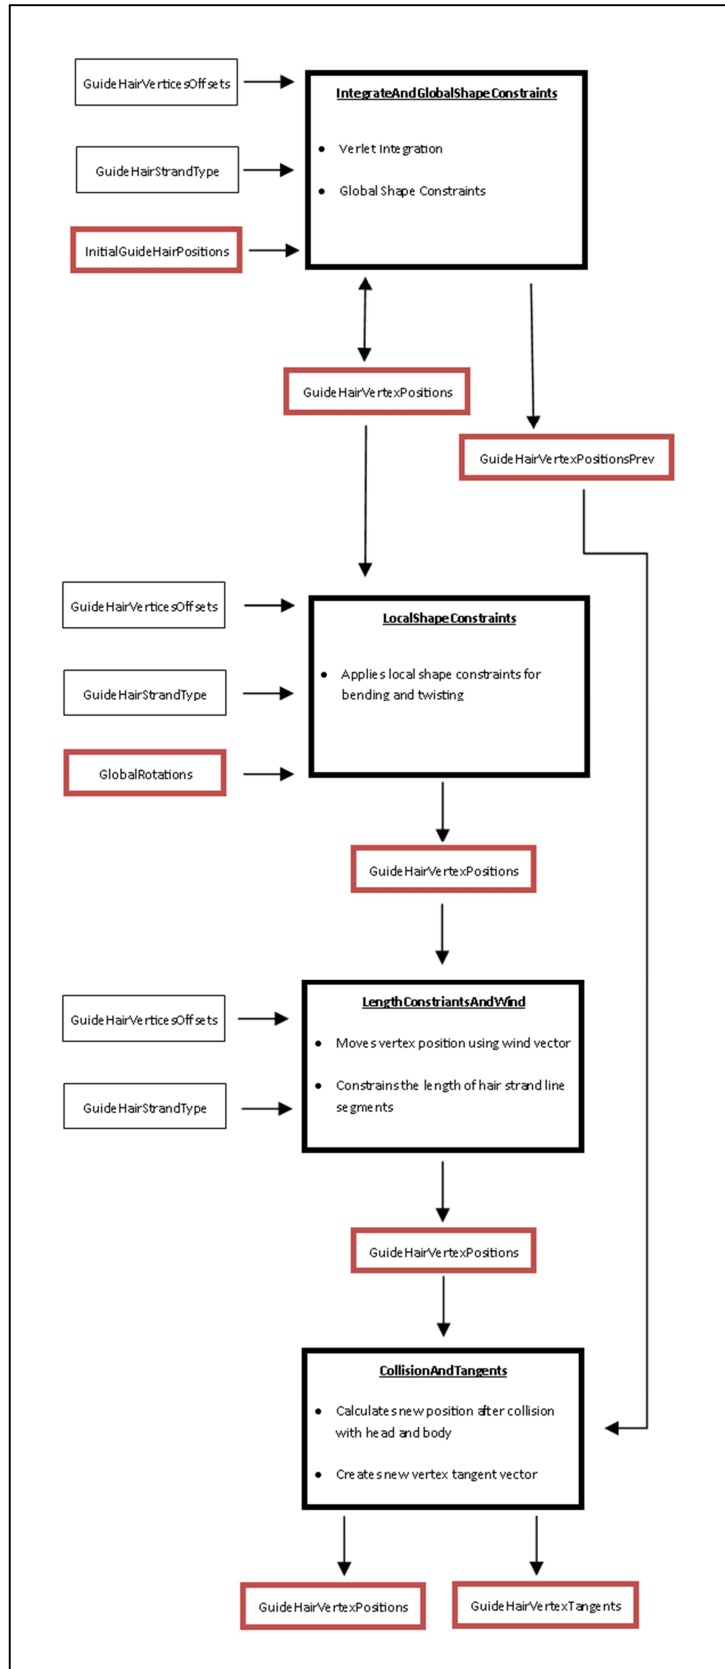 GuideHairVerticesOffsets
IntegrateAndGlobalShapeConstraints
• Verlet Integration
GuideHairStrandType
• Global Shape Constraints
InitialGuideHairPositions
GuideHairVertexPositions
GuideHairVertexPositionsPrev
GuideHairVerticesOffsets
LocalShapeConstraints
• Applies local shape constraints for
bending and twisting
GuideHairStrandType
GlobalRotations
GuideHairVertexPositions
LengthConstriantsAndWind
GuideHairVerticesOffsets
• Moves vertex position using wind vector
• Constrains the length of hair strand line
segments
GuideHairStrandType
GuideHairVertexPositions
CollisionAndTangents
• Calculates new position after collision
with head and body
• Creates new vertex tangent vector
GuideHairVertexPositions
GuideHairVertexTangents